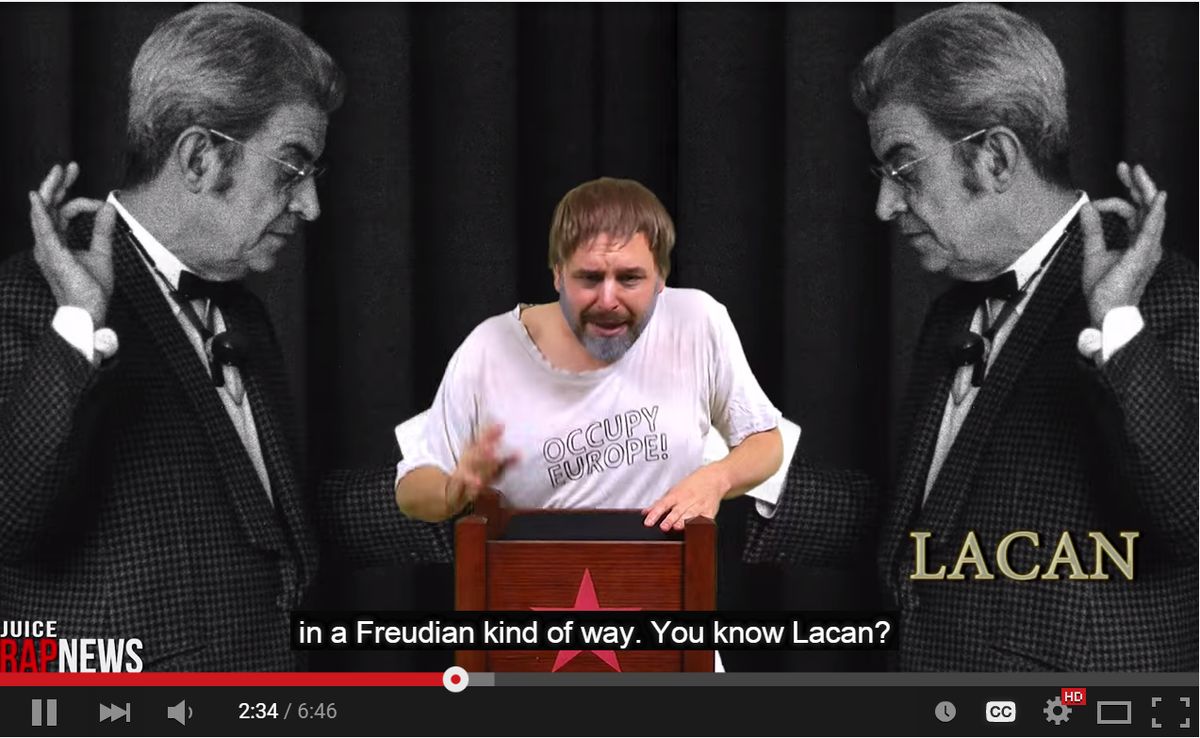 OCCUPY
EUROPE!
LACAN
JUICE
RAPNEWS
in a Freudian kind of way. You know Lacan?
2:34 / 6:46
CC
HD